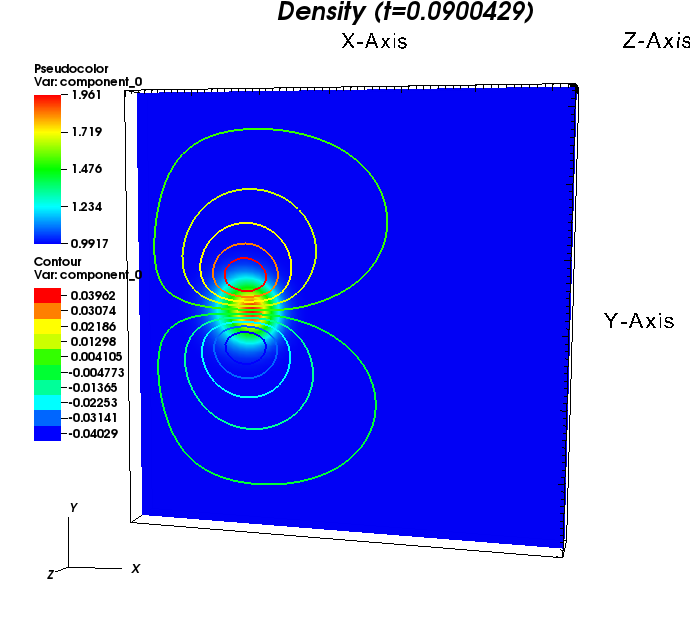 Density (t=0.0900429)
X-Axis
Z-Axis
Pseudocolor
Var: component_0
1.961
1.719
1.476
1.234
0.9917
Contour
Var: component_0
0.03962
0.03074
0.02186
0.01298
0.004105
-0.004773
-0.01365
-0.02253
-0.03141
-0.04029
Y-Axis
Y
Z
X